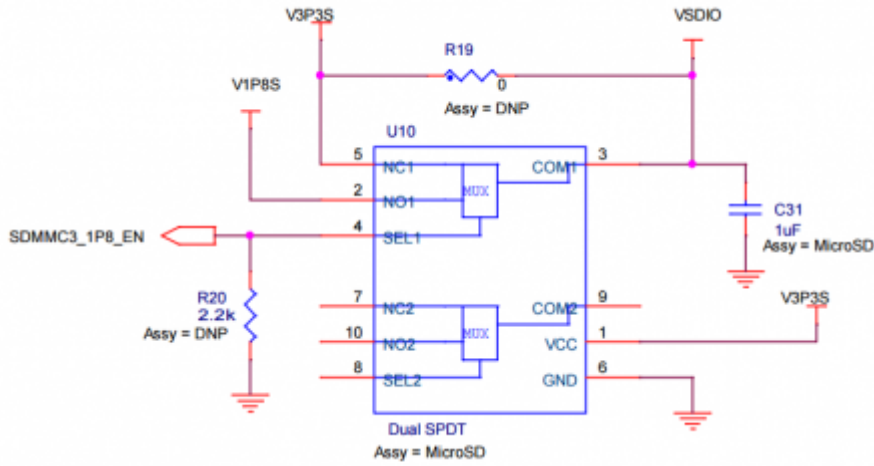 V3P3S
VSDIO
R19
V1P8S
0
Assy = DNP
U10
5
NC1
COM1
3
MUX
2
NO1
C31
SDMMC3_1P8_EN
4
SEL1
1uF
Assy = MicroSD
R20
2.2k
Assy = DNP
7
NC2
COM2
9
V3P3S
MUX
10
NO2
VCC
1
8
SEL2
GND
6
Dual SPDT
Assy = MicroSD